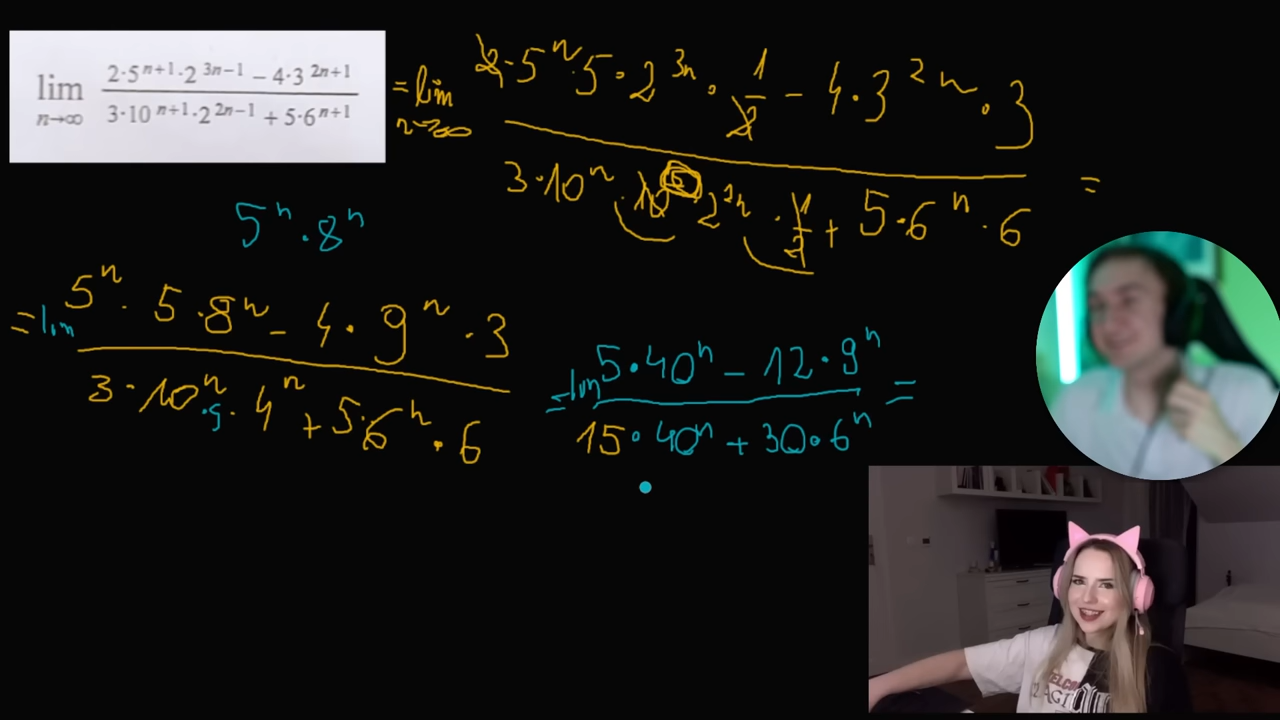 lim n→∞ (2·5^{n+1}·2^{3n−1} − 4·3^{2n+1}) / (3·10^{n+1}·2^{2n−1} + 5·6^{n+1})
= lim n→∞ (2·5^n·5·2^{3n}·1/2 − 4·3^{2n}·3) / (3·10^n·10 5 2^{2n}·1/2 + 5·6^n·6) =
5^n·8^n
= lim (5^n·5·8^n − 4·9^n·3) / (3·10^n·5·4^n + 5·6^n·6)
= lim (5·40^n − 12·9^n) / (15·40^n + 30·6^n) =